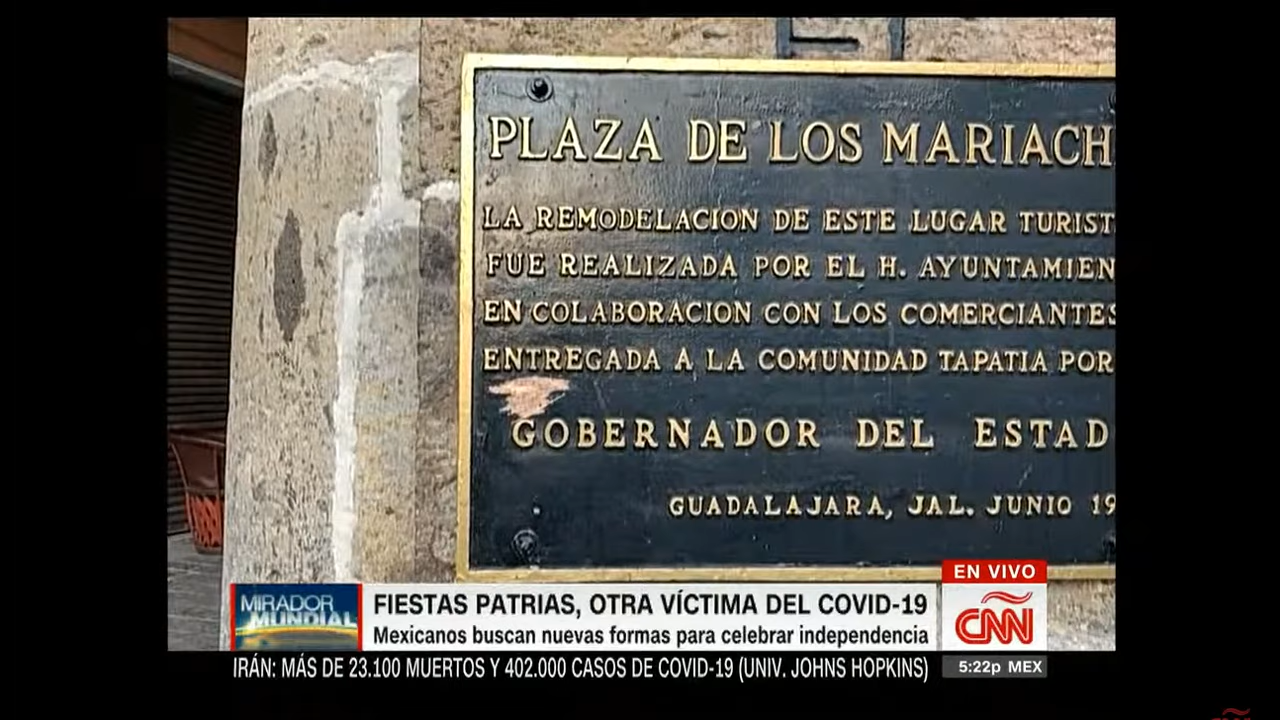 PLAZA DE LOS MARIACH
LA REMODELACION DE ESTE LUGAR TURIST
FUE REALIZADA POR EL H. AYUNTAMIEN
EN COLABORACION CON LOS COMERCIANTES
ENTREGADA A LA COMUNIDAD TAPATIA POR
GOBERNADOR DEL ESTAD
GUADALAJARA, JAL. JUNIO 19
EN VIVO
MIRADOR
MUNDIAL
FIESTAS PATRIAS, OTRA VÍCTIMA DEL COVID-19
Mexicanos buscan nuevas formas para celebrar independencia
CÑN
IRÁN: MÁS DE 23.100 MUERTOS Y 402.000 CASOS DE COVID-19 (UNIV. JOHNS HOPKINS)
5:22p MEX